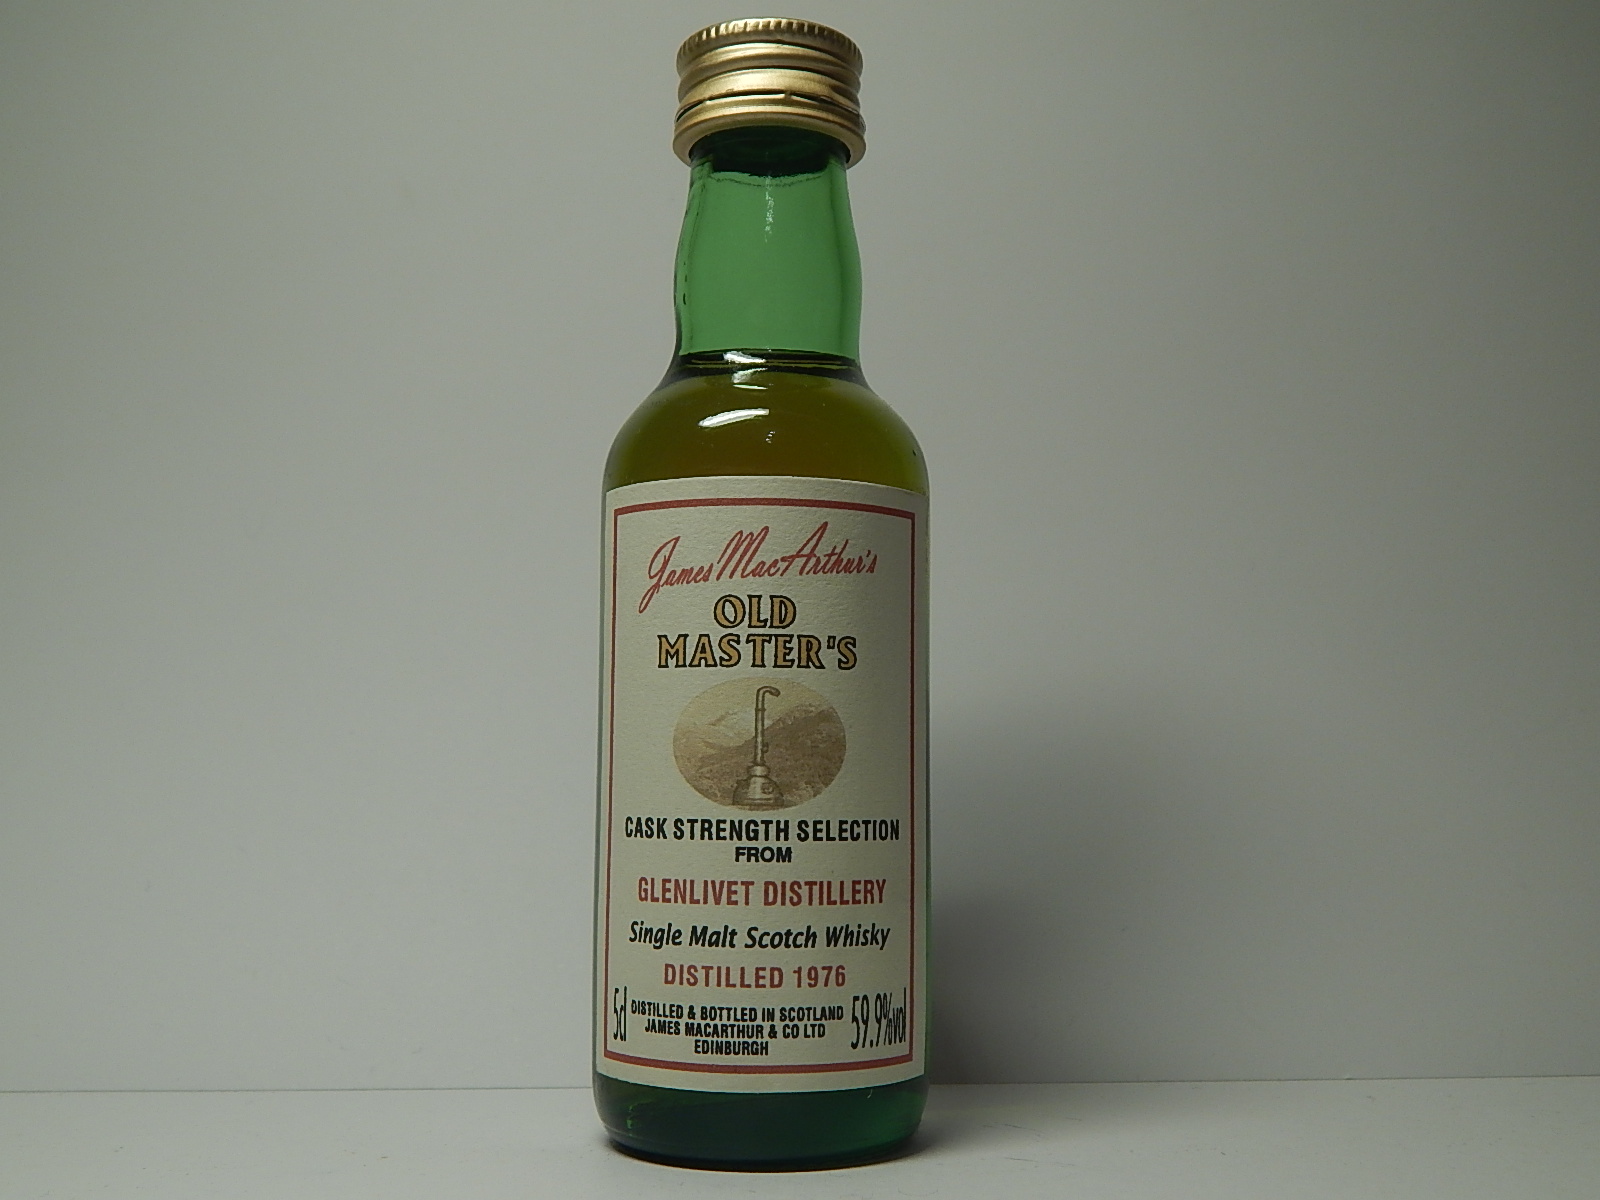 James MacArthur's
OLD
MASTER'S
CASK STRENGTH SELECTION
FROM
GLENLIVET DISTILLERY
Single Malt Scotch Whisky
DISTILLED 1976
5cl DISTILLED & BOTTLED IN SCOTLAND 59.9%vol
JAMES MACARTHUR & CO LTD
EDINBURGH